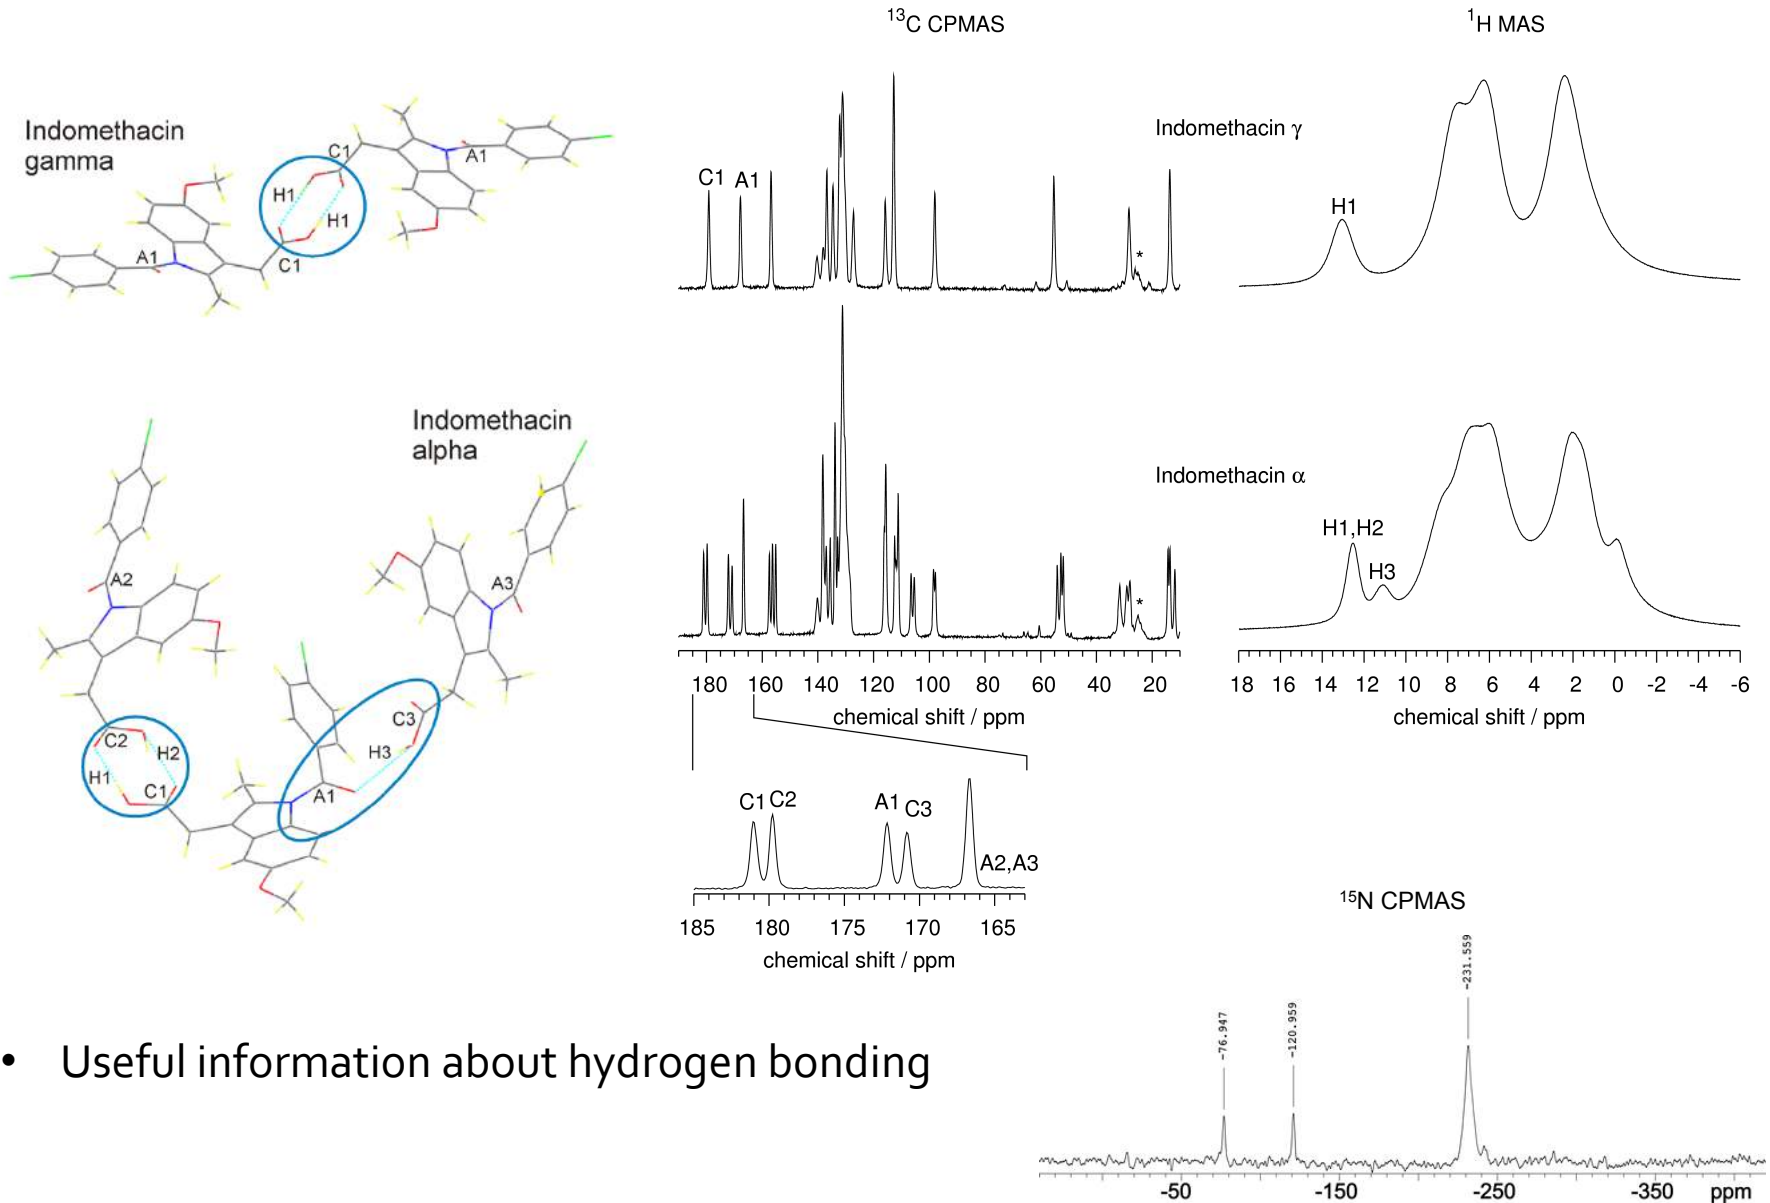 ¹³C CPMAS
¹H MAS
Indomethacin
gamma
C1
A1
H1
H1
A1
C1
C1 A1
*
Indomethacin γ
H1
Indomethacin
alpha
A2
A3
C2
H2
H1
C1
A1
H3
C3
*
Indomethacin α
H1,H2
H3
180 160 140 120 100 80 60 40 20
chemical shift / ppm
18 16 14 12 10 8 6 4 2 0 -2 -4 -6
chemical shift / ppm
C1 C2
A1 C3
A2,A3
185 180 175 170 165
chemical shift / ppm
¹⁵N CPMAS
-76.947
-120.959
-231.559
-50 -150 -250 -350 ppm
• Useful information about hydrogen bonding